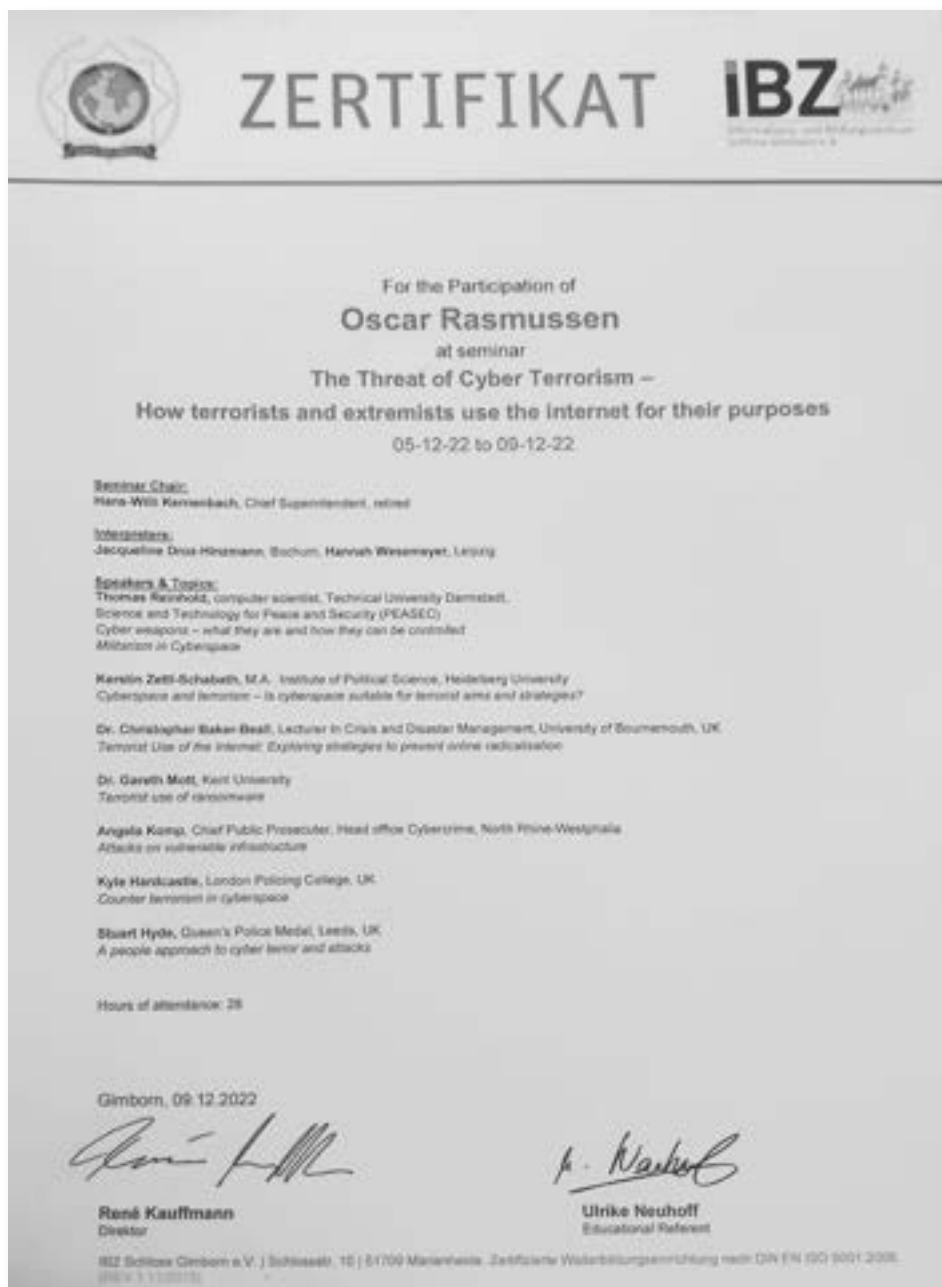 ZERTIFIKAT
IBZ
For the Participation of
Oscar Rasmussen
at seminar
The Threat of Cyber Terrorism –
How terrorists and extremists use the internet for their purposes
05-12-22 to 09-12-22
Seminar Chair:
Hans-Willi Chief Superintendent, retired
Interpreters:
Jacqueline Bochum, Hannah Wesemeyer, Leipzig
Speakers & Topics:
Thomas Reinhold, computer scientist, Technical University Darmstadt,
Science and Technology for Peace and Security (PEASEC)
Cyber weapons – what they are and how they can be controlled
Militarism in Cyberspace
Kerstin Zettl-Schabath, M.A. Institute of Political Science, Heidelberg University
Cyberspace and terrorism – Is cyberspace suitable for terrorist aims and strategies?
Dr. Christopher Baker-Beall, Lecturer in Crisis and Disaster Management, University of Bournemouth, UK
Terrorist Use of the Internet: Exploring strategies to prevent online radicalisation
Dr. Gareth Mott, Kent University
Terrorist use of ransomware
Angela Komp, Chief Public Prosecuter, Head office Cybercrime, North Rhine-Westphalia
Attacks on vulnerable infrastructure
Kyle Hardcastle, London Policing College, UK
Counter terrorism in cyberspace
Stuart Hyde, Queen's Police Medal, Leeds, UK
A people approach to cyber terror and attacks
Hours of attendance: 28
Gimborn, 09.12.2022
René Kauffmann
Direktor
Ulrike Neuhoff
Educational Referent
IBZ Schloss Gimborn e.V. | Schlossstr. 10 | 51709 Marienheide. Zertifizierte Weiterbildungseinrichtung nach DIN EN ISO 9001:2008.